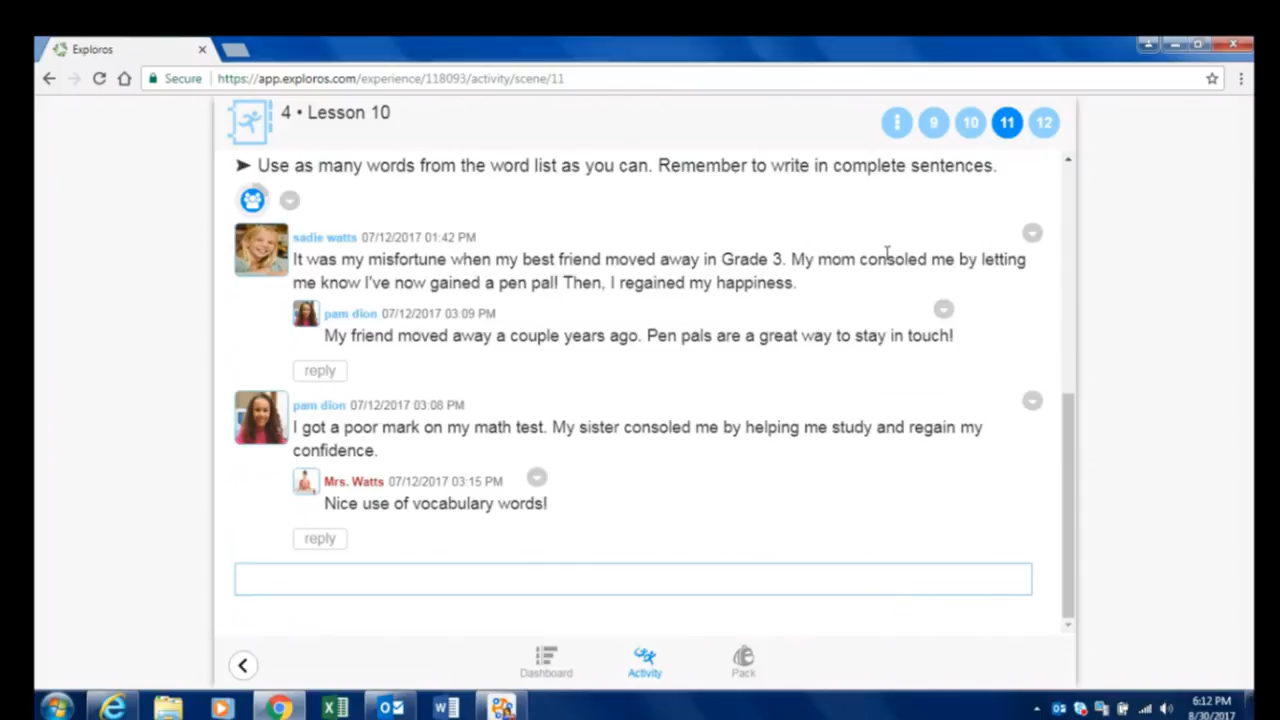 Exploros
Secure https://app.exploros.com/experience/118093/activity/scene/11
4 • Lesson 10
9 10 11 12
➤ Use as many words from the word list as you can. Remember to write in complete sentences.
sadie watts 07/12/2017 01:42 PM
It was my misfortune when my best friend moved away in Grade 3. My mom consoled me by letting
me know I've now gained a pen pal! Then, I regained my happiness.
pam dion 07/12/2017 03:09 PM
My friend moved away a couple years ago. Pen pals are a great way to stay in touch!
reply
pam dion 07/12/2017 03:08 PM
I got a poor mark on my math test. My sister consoled me by helping me study and regain my
confidence.
Mrs. Watts 07/12/2017 03:15 PM
Nice use of vocabulary words!
reply
Dashboard Activity Pack
6:12 PM
8/30/2017